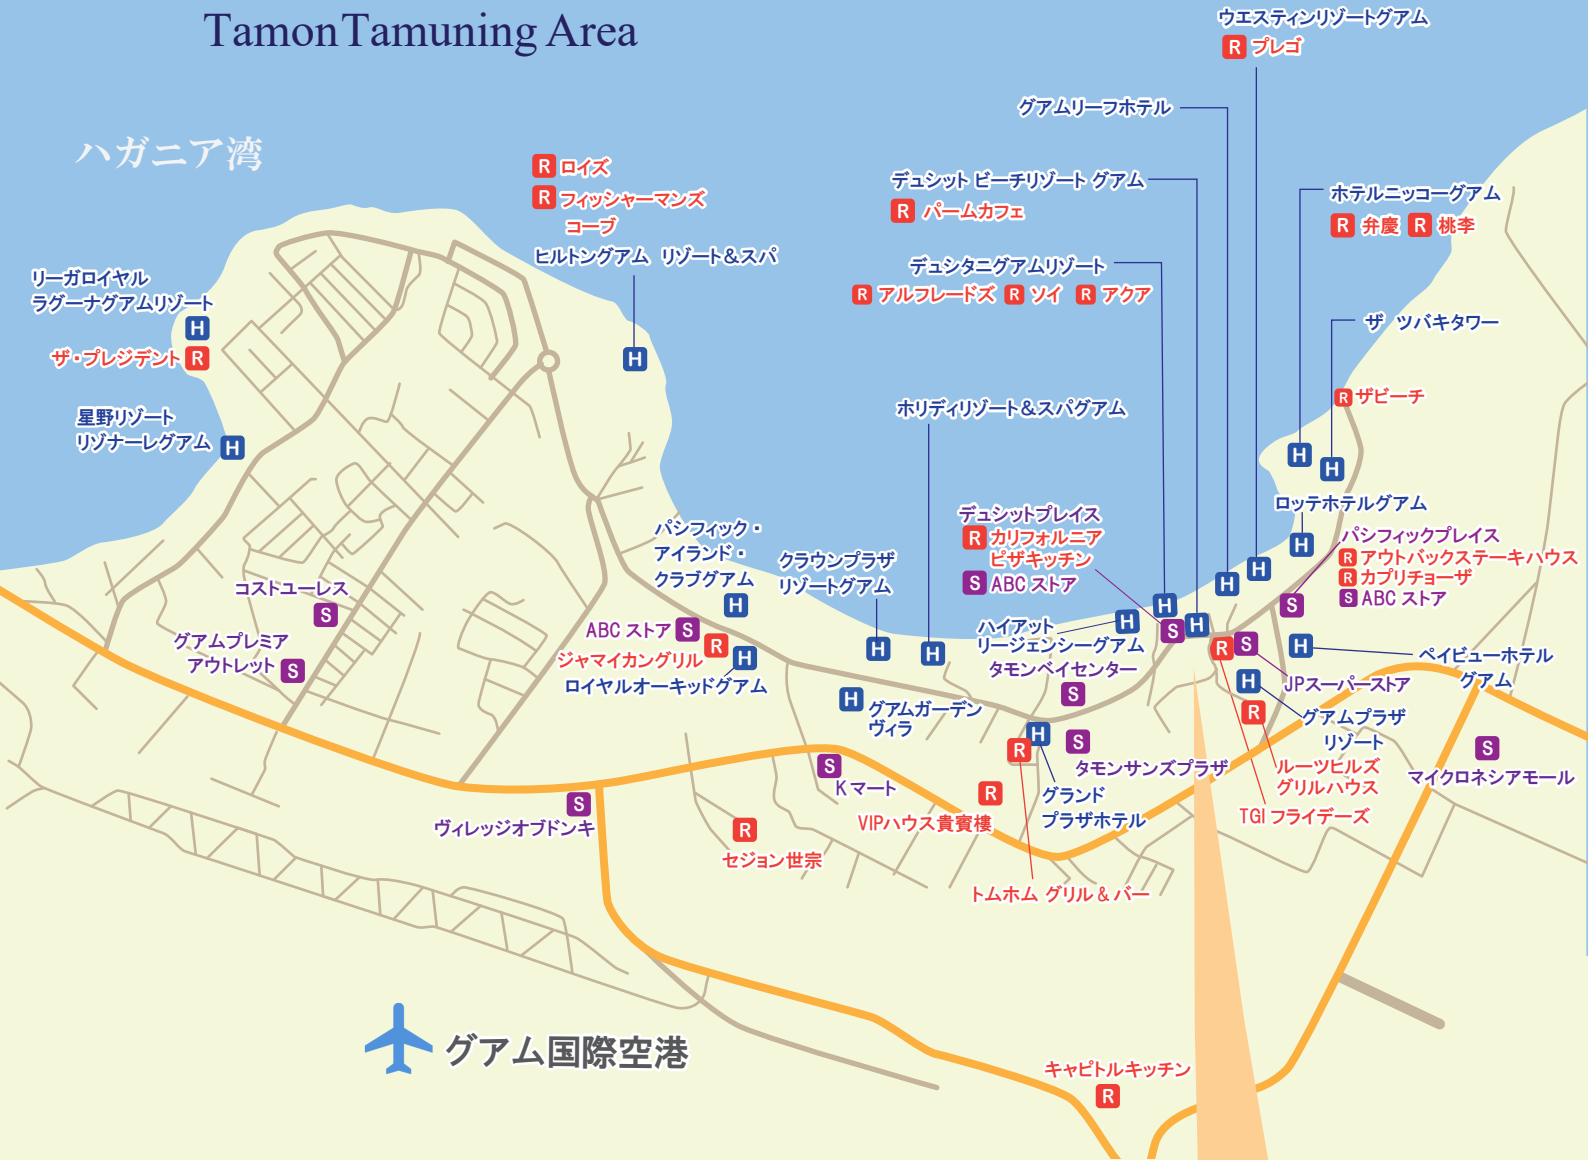 TamonTamuning Area
ウエスティンリゾートグアム
R プレゴ
グアムリーフホテル
ハガニア湾
R ロイズ
R フィッシャーマンズ
コーブ
ヒルトングアム リゾート&スパ
H
デュシット ビーチリゾート グアム
R パームカフェ
ホテルニッコーグアム
R 弁慶 R 桃李
デュシタニグアムリゾート
R アルフレードズ R ソイ R アクア
リーガロイヤル
ラグーナグアムリゾート
H
ザ・プレジデント R
ザ ツバキタワー
R ザビーチ
星野リゾート
リゾナーレグアム H
ホリディリゾート&スパグアム
H
H
ロッテホテルグアム
H
デュシットプレイス
R カリフォルニア
ピザキッチン
S ABC ストア
パシフィック・
アイランド・
クラブグアム
H
クラウンプラザ
リゾートグアム
H
H
パシフィックプレイス
R アウトバックステーキハウス
R カプリチョーザ
S ABC ストア
H
H
S
コストユーレス
S
グアムプレミア
アウトレット S
ABC ストア S
R
ジャマイカングリル
H
ロイヤルオーキッドグアム
ハイアット
リージェンシーグアム
H
H
H
S
タモンベイセンター
S
R
S
H
ペイビューホテル
グアム
JPスーパーストア
H
グアムプラザ
リゾート
R
ルーツヒルズ
グリルハウス
TGI フライデーズ
H
グアムガーデン
ヴィラ
H
R
S
タモンサンズプラザ
S
マイクロネシアモール
S
Kマート
グランド
プラザホテル
R
VIPハウス貴賓樓
S
ヴィレッジオブドンキ
R
セジョン世宗
トムホム グリル&バー
グアム国際空港
キャピトルキッチン
R